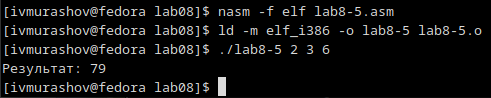 [ivmurashov@fedora lab08]$ nasm -f elf lab8-5.asm
[ivmurashov@fedora lab08]$ ld -m elf_i386 -o lab8-5 lab8-5.o
[ivmurashov@fedora lab08]$ ./lab8-5 2 3 6
Результат: 79
[ivmurashov@fedora lab08]$